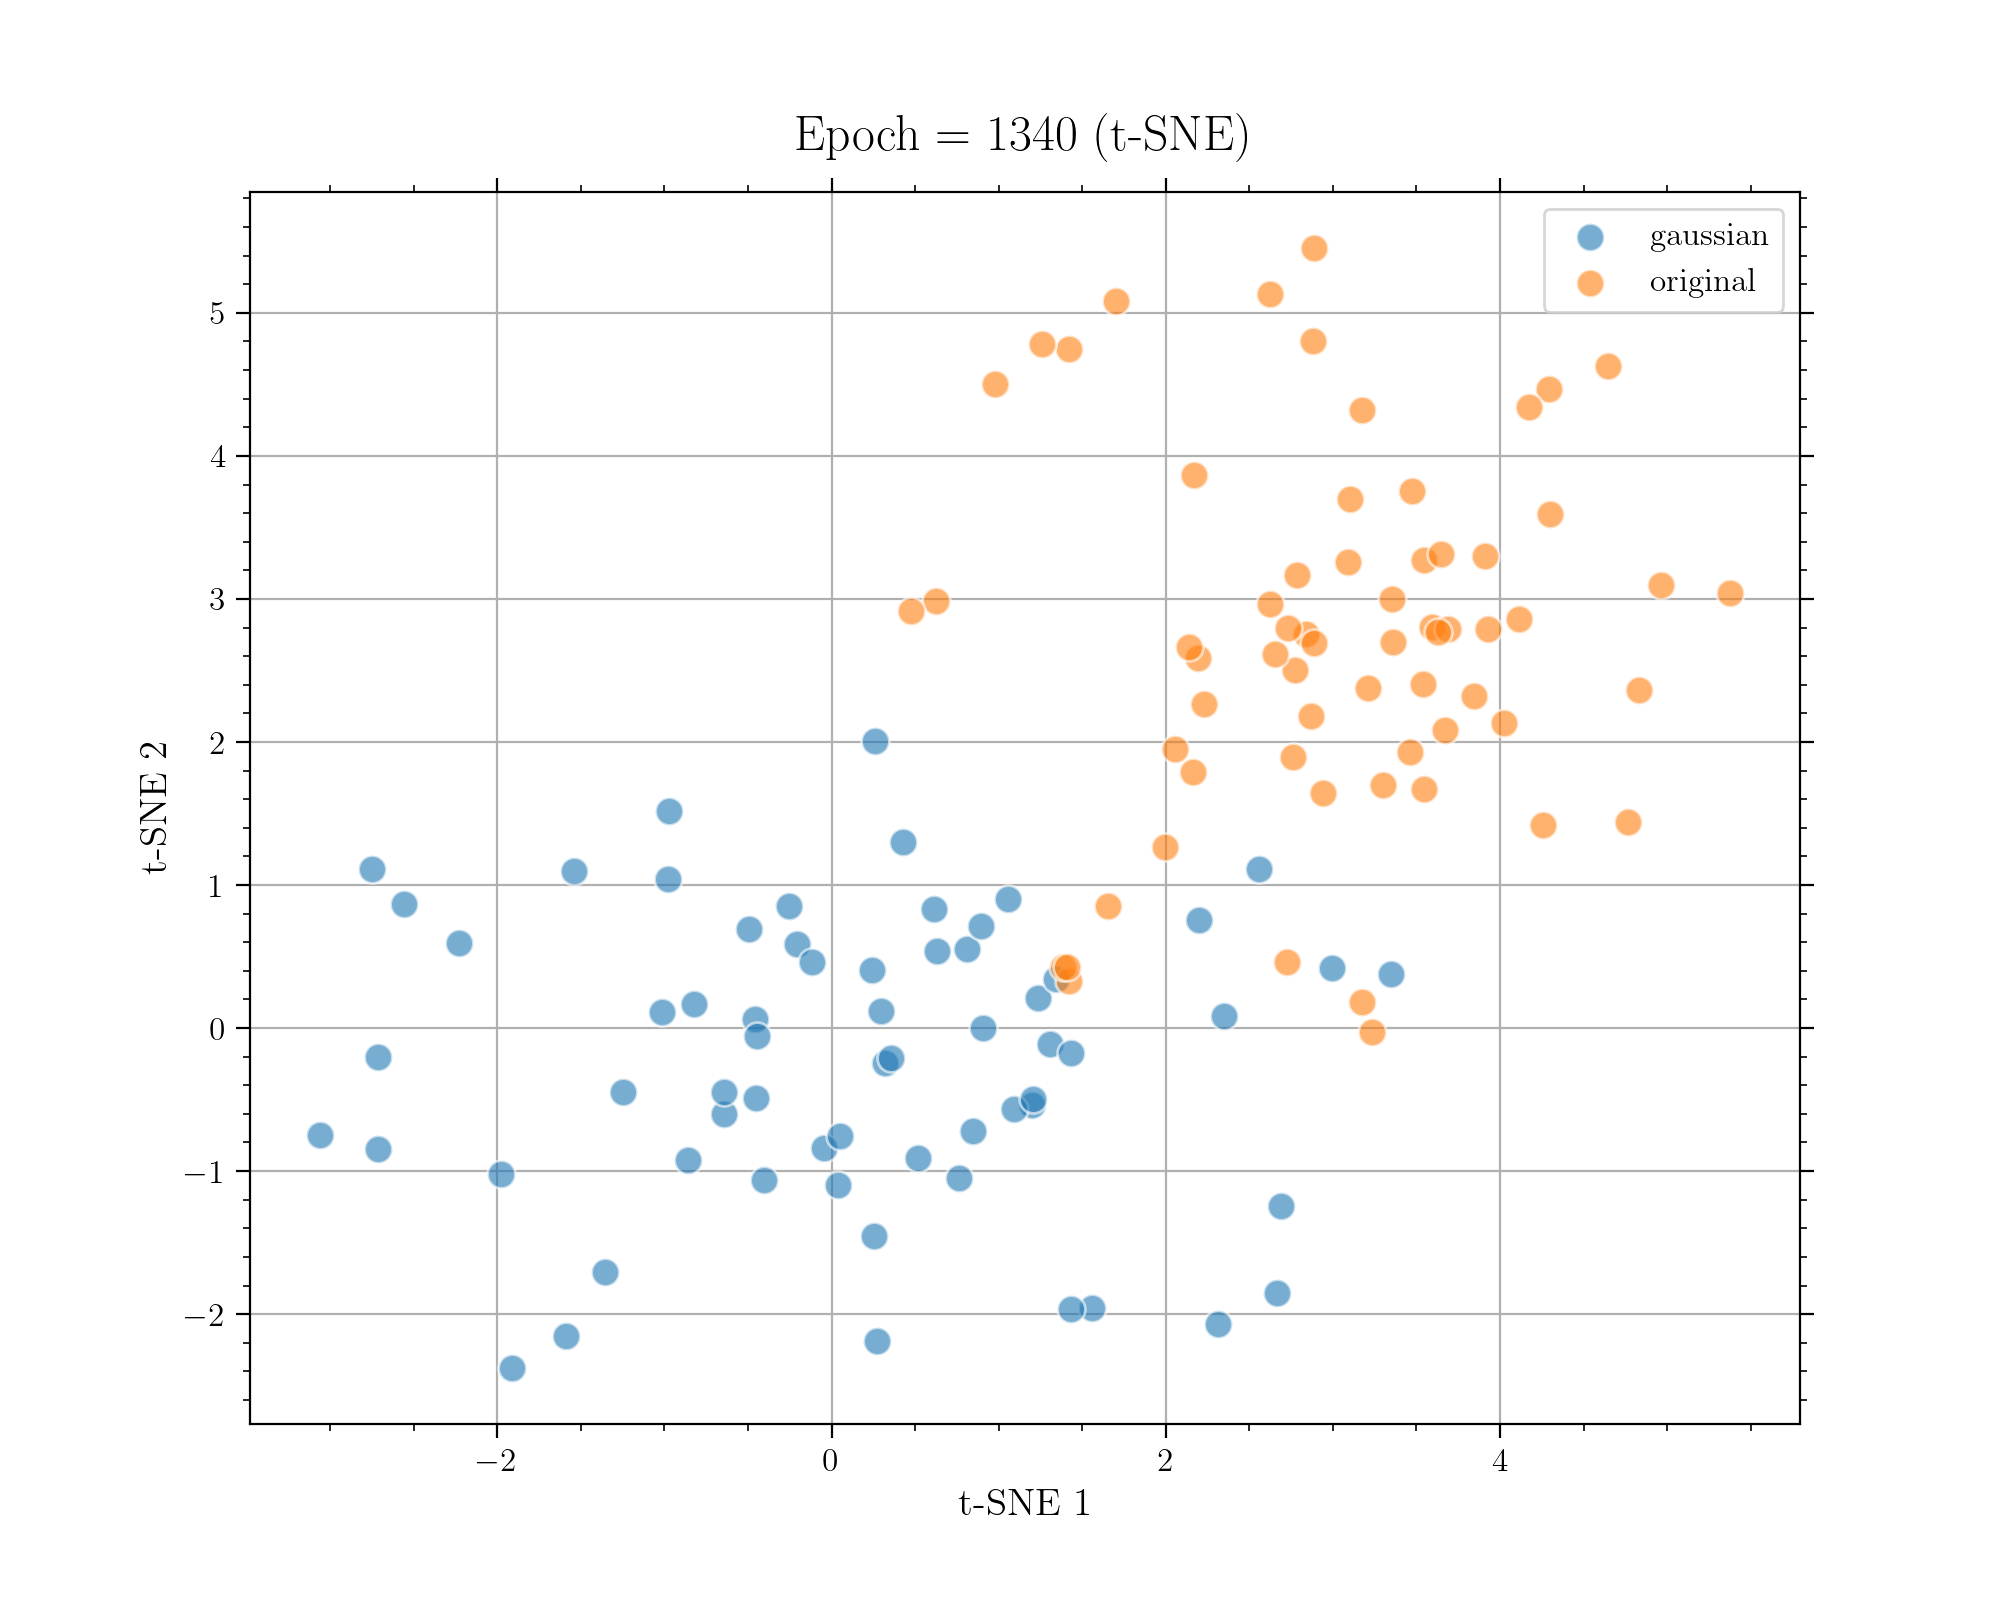 Epoch = 1340 (t-SNE)
gaussian
original
5
4
3
2
1
0
−1
−2
t-SNE 2
−2 0 2 4
t-SNE 1